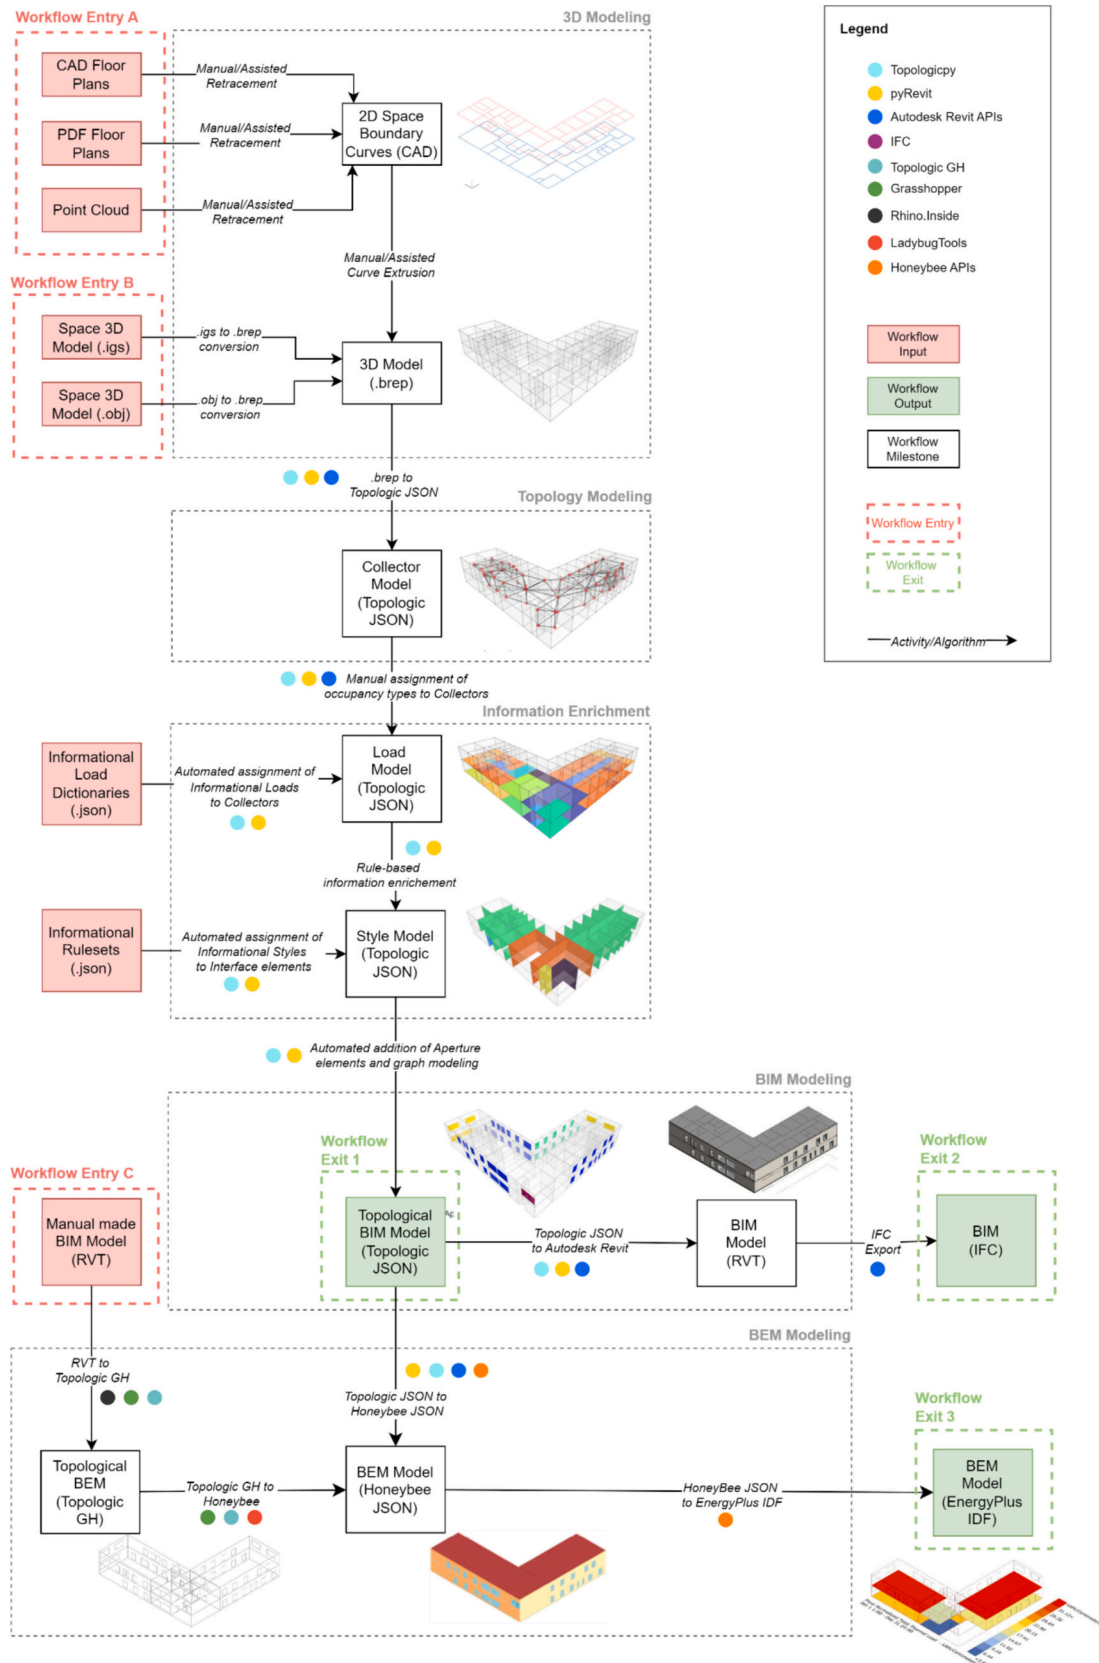 Workflow Entry A
3D Modeling
CAD Floor
Plans
Manual/Assisted
Retracement
PDF Floor
Plans
Manual/Assisted
Retracement
2D Space
Boundary
Curves (CAD)
Point Cloud
Manual/Assisted
Retracement
Manual/Assisted
Curve Extrusion
Workflow Entry B
Space 3D
Model (.igs)
.igs to .brep
conversion
3D Model
(.brep)
Space 3D
Model (.obj)
.obj to .brep
conversion
.brep to
Topologic JSON
Topology Modeling
Collector
Model
(Topologic
JSON)
Manual assignment of
occupancy types to Collectors
Information Enrichment
Informational
Load
Dictionaries
(.json)
Automated assignment of
Informational Loads
to Collectors
Load
Model
(Topologic
JSON)
Rule-based
information enrichement
Informational
Rulesets
(.json)
Automated assignment of
Informational Styles
to Interface elements
Style Model
(Topologic
JSON)
Automated addition of Aperture
elements and graph modeling
BIM Modeling
Workflow
Exit 1
Workflow
Exit 2
Workflow Entry C
Manual made
BIM Model
(RVT)
Topological
BIM Model
(Topologic
JSON)
Topologic JSON
to Autodesk Revit
BIM
Model
(RVT)
IFC
Export
BIM
(IFC)
BEM Modeling
RVT to
Topologic GH
Topologic JSON to
Honeybee JSON
Workflow
Exit 3
Topological
BEM
(Topologic
GH)
Topologic GH to
Honeybee
BEM Model
(Honeybee
JSON)
HoneyBee JSON
to EnergyPlus IDF
BEM
Model
(EnergyPlus
IDF)
Legend
Topologicpy
pyRevit
Autodesk Revit APIs
IFC
Topologic GH
Grasshopper
Rhino.Inside
LadybugTools
Honeybee APIs
Workflow
Input
Workflow
Output
Workflow
Milestone
Workflow Entry
Workflow
Exit
Activity/Algorithm